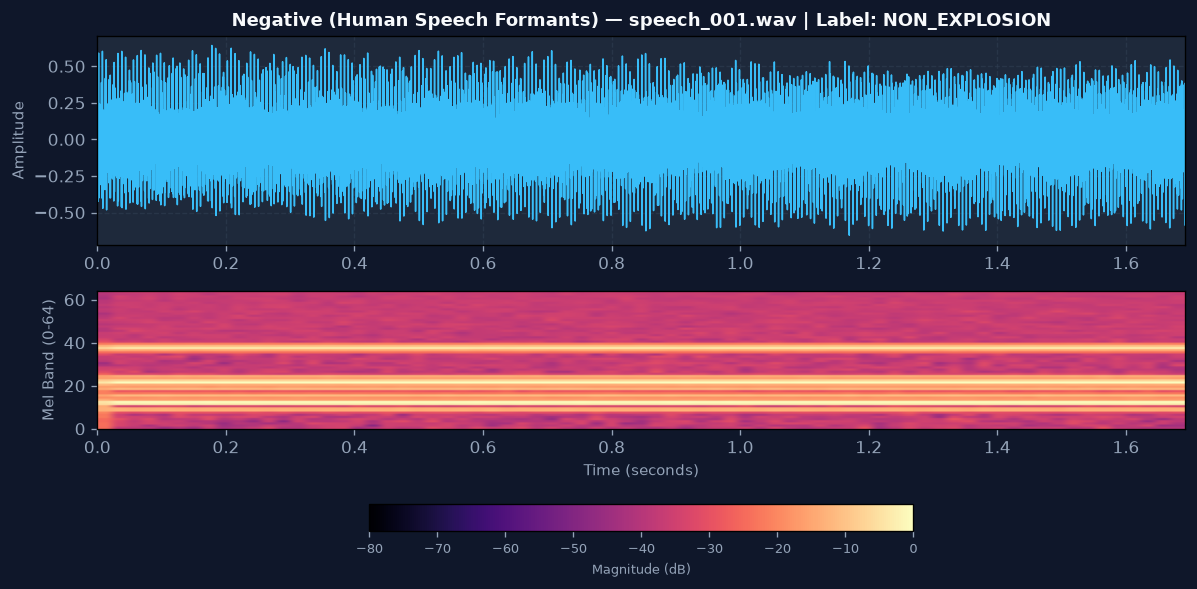 Negative (Human Speech Formants) — speech_001.wav | Label: NON_EXPLOSION
Amplitude
0.50
0.25
0.00
−0.25
−0.50
0.0 0.2 0.4 0.6 0.8 1.0 1.2 1.4 1.6
Mel Band (0-64)
60
40
20
0
0.0 0.2 0.4 0.6 0.8 1.0 1.2 1.4 1.6
Time (seconds)
−80 −70 −60 −50 −40 −30 −20 −10 0
Magnitude (dB)